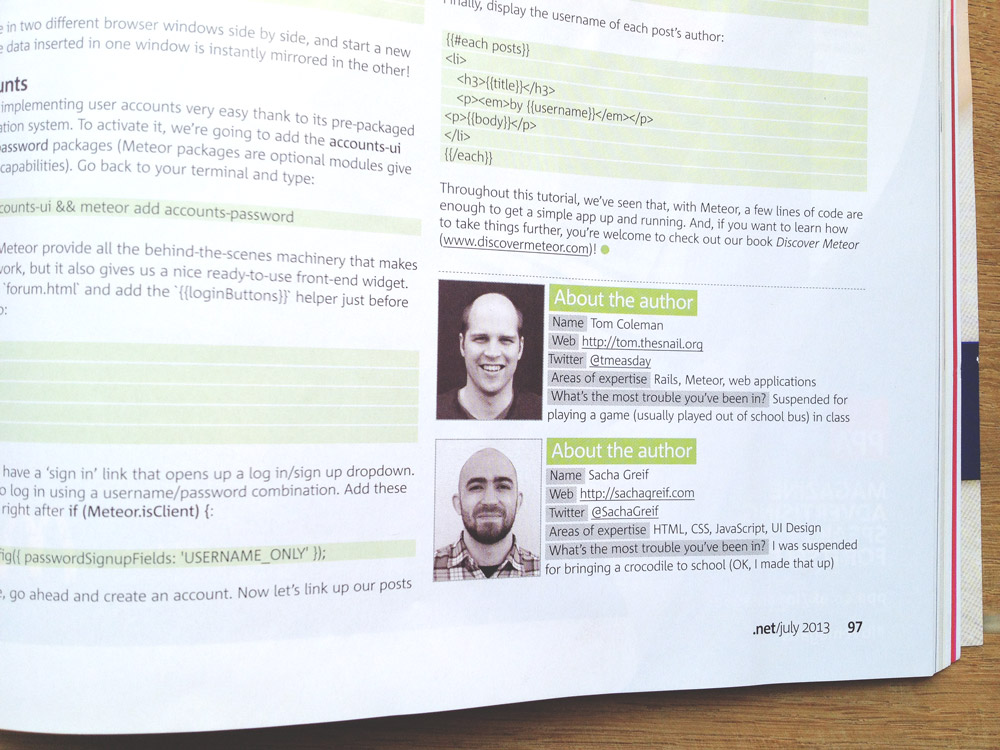 e in two different browser windows side by side, and start a new
e data inserted in one window is instantly mirrored in the other!
unts
implementing user accounts very easy thanks to its pre-packaged
ation system. To activate it, we're going to add the accounts-ui
assword packages (Meteor packages are optional modules give
capabilities). Go back to your terminal and type:
counts-ui && meteor add accounts-password
Meteor provide all the behind-the-scenes machinery that makes
work, but it also gives us a nice ready-to-use front-end widget.
`forum.html` and add the `{{loginButtons}}` helper just before
o:
have a 'sign in' link that opens up a log in/sign up dropdown.
o log in using a username/password combination. Add these
right after if (Meteor.isClient) {:
fig({ passwordSignupFields: 'USERNAME_ONLY' });
e, go ahead and create an account. Now let's link up our posts
Finally, display the username of each post's author:
{{#each posts}}
<li>
<h3>{{title}}</h3>
<p><em>by {{username}}</em></p>
<p>{{body}}</p>
</li>
{{/each}}
Throughout this tutorial, we've seen that, with Meteor, a few lines of code are
enough to get a simple app up and running. And, if you want to learn how
to take things further, you're welcome to check out our book Discover Meteor
(www.discovermeteor.com)!
About the author
Name Tom Coleman
Web http://tom.thesnail.org
Twitter @tmeasday
Areas of expertise Rails, Meteor, web applications
What's the most trouble you've been in? Suspended for
playing a game (usually played out of school bus) in class
About the author
Name Sacha Greif
Web http://sachagreif.com
Twitter @SachaGreif
Areas of expertise HTML, CSS, JavaScript, UI Design
What's the most trouble you've been in? I was suspended
for bringing a crocodile to school (OK, I made that up)
.net/july 2013 97